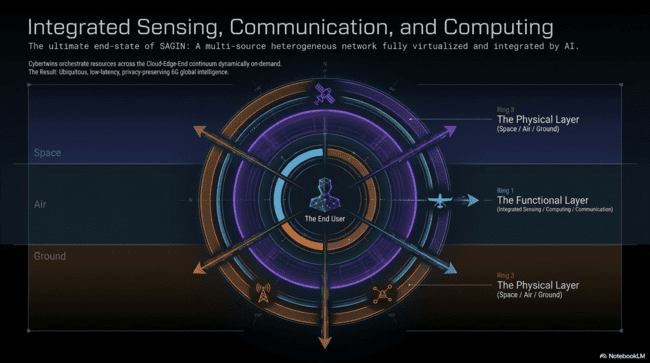 Integrated Sensing, Communication, and Computing
The ultimate end-state of SAGIN: A multi-source heterogeneous network fully virtualized and integrated by AI.
Cybertwins orchestrate resources across the Cloud-Edge-End continuum dynamically on-demand.
The Result: Ubiquitous, low-latency, privacy-preserving 6G global intelligence.
Ring 3
The Physical Layer
(Space / Air / Ground)
Space
Ring 1
The Functional Layer
(Integrated Sensing / Computing / Communication)
Air
The End User
Ground
Ring 3
The Physical Layer
(Space / Air / Ground)
NotebookLM